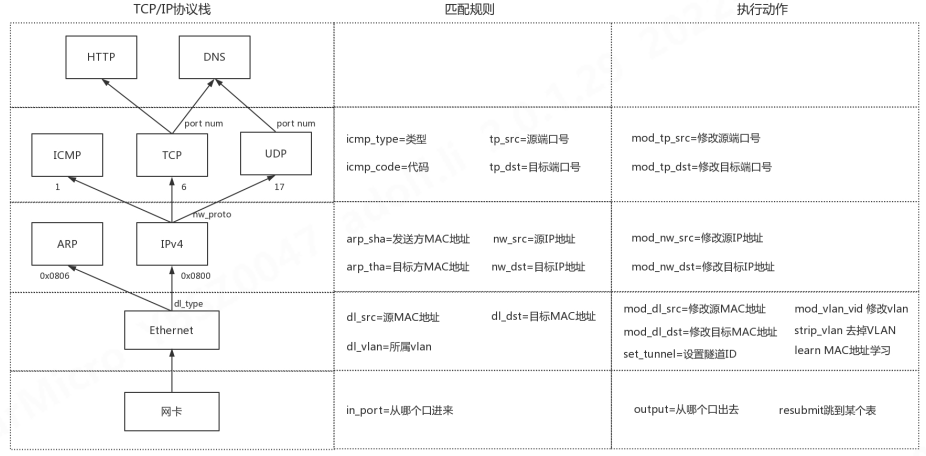 TCP/IP协议栈 匹配规则 执行动作
HTTP DNS
port num port num
ICMP TCP UDP
1 6 17
icmp_type=类型 tp_src=源端口号 mod_tp_src=修改源端口号
icmp_code=代码 tp_dst=目标端口号 mod_tp_dst=修改目标端口号
nw_proto
ARP IPv4
0x0806 0x0800
arp_sha=发送方MAC地址 nw_src=源IP地址 mod_nw_src=修改源IP地址
arp_tha=目标方MAC地址 nw_dst=目标IP地址 mod_nw_dst=修改目标IP地址
dl_type
Ethernet
dl_src=源MAC地址 dl_dst=目标MAC地址
dl_vlan=所属vlan
mod_dl_src=修改源MAC地址 mod_vlan_vid 修改vlan
mod_dl_dst=修改目标MAC地址 strip_vlan 去掉VLAN
set_tunnel=设置隧道ID learn MAC地址学习
网卡
in_port=从哪个口进来 output=从哪个口出去 resubmit跳到某个表